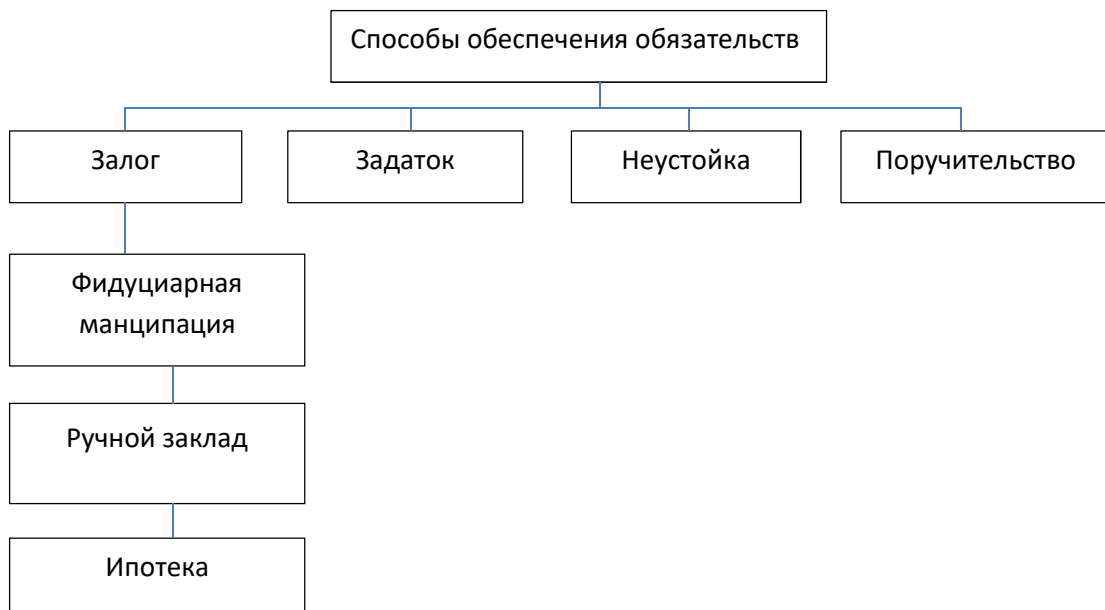 Способы обеспечения обязательств
Залог
Задаток
Неустойка
Поручительство
Фидуциарная
манципация
Ручной заклад
Ипотека